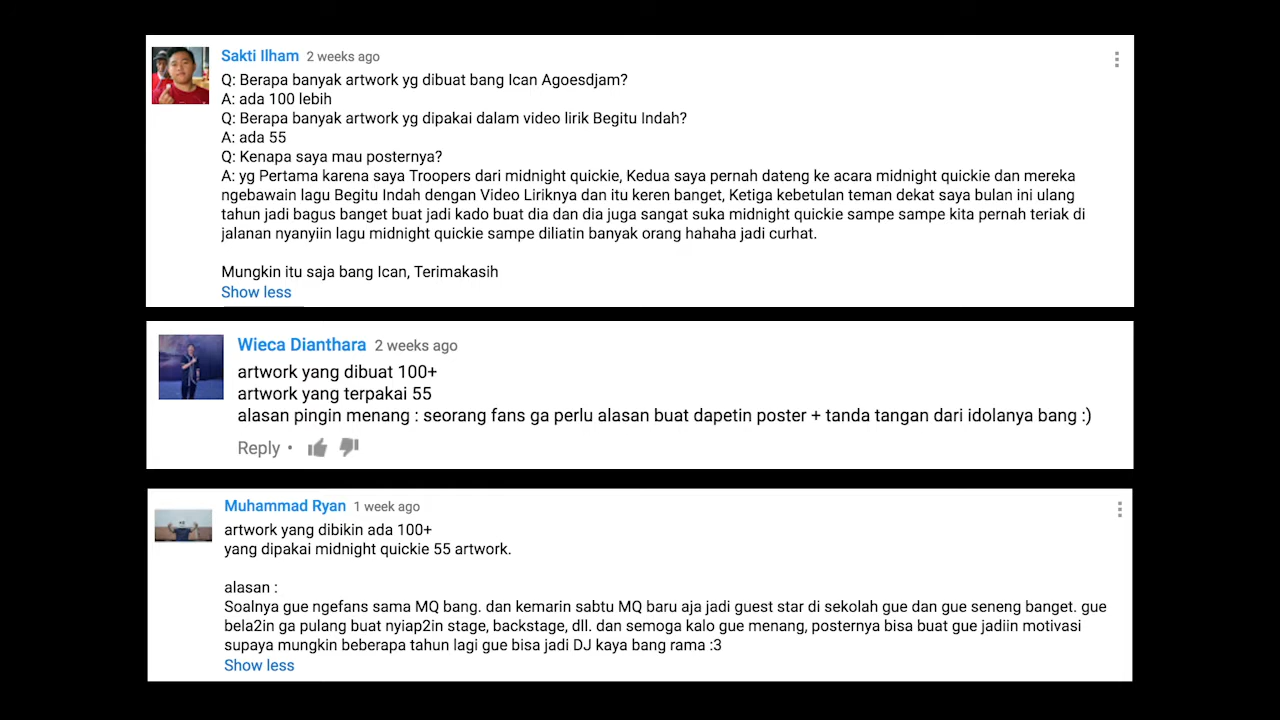 Sakti Ilham 2 weeks ago
Q: Berapa banyak artwork yg dibuat bang Ican Agoesdjam?
A: ada 100 lebih
Q: Berapa banyak artwork yg dipakai dalam video lirik Begitu Indah?
A: ada 55
Q: Kenapa saya mau posternya?
A: yg Pertama karena saya Troopers dari midnight quickie, Kedua saya pernah dateng ke acara midnight quickie dan mereka
ngebawain lagu Begitu Indah dengan Video Liriknya dan itu keren banget, Ketiga kebetulan teman dekat saya bulan ini ulang
tahun jadi bagus banget buat jadi kado buat dia dan dia juga sangat suka midnight quickie sampe sampe kita pernah teriak di
jalanan nyanyiin lagu midnight quickie sampe diliatin banyak orang hahaha jadi curhat.
Mungkin itu saja bang Ican, Terimakasih
Show less
Wieca Dianthara 2 weeks ago
artwork yang dibuat 100+
artwork yang terpakai 55
alasan pingin menang : seorang fans ga perlu alasan buat dapetin poster + tanda tangan dari idolanya bang :)
Reply •
Muhammad Ryan 1 week ago
artwork yang dibikin ada 100+
yang dipakai midnight quickie 55 artwork.
alasan :
Soalnya gue ngefans sama MQ bang. dan kemarin sabtu MQ baru aja jadi guest star di sekolah gue dan gue seneng banget. gue
bela2in ga pulang buat nyiap2in stage, backstage, dll. dan semoga kalo gue menang, posternya bisa buat gue jadiin motivasi
supaya mungkin beberapa tahun lagi gue bisa jadi DJ kaya bang rama :3
Show less